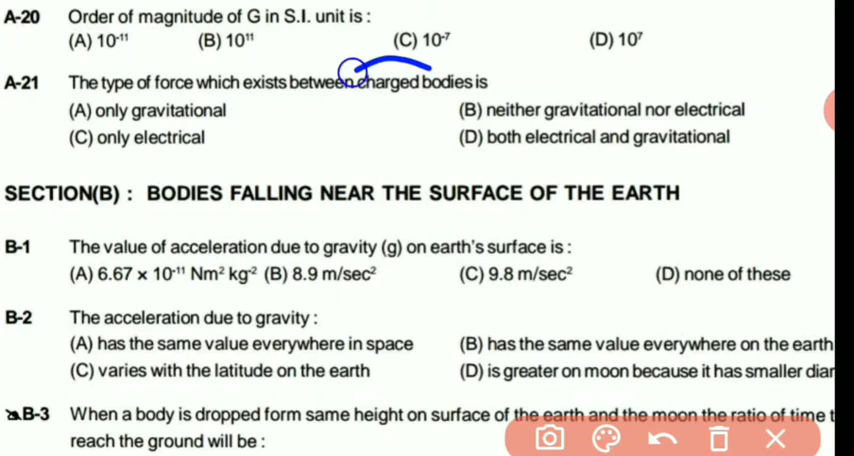 A-20 Order of magnitude of G in S.I. unit is :
(A) 10⁻¹¹ (B) 10¹¹ (C) 10⁻⁷ (D) 10⁷
A-21 The type of force which exists between charged bodies is
(A) only gravitational (B) neither gravitational nor electrical
(C) only electrical (D) both electrical and gravitational
SECTION(B) : BODIES FALLING NEAR THE SURFACE OF THE EARTH
B-1 The value of acceleration due to gravity (g) on earth's surface is :
(A) 6.67 × 10⁻¹¹ Nm² kg⁻² (B) 8.9 m/sec² (C) 9.8 m/sec² (D) none of these
B-2 The acceleration due to gravity :
(A) has the same value everywhere in space (B) has the same value everywhere on the earth
(C) varies with the latitude on the earth (D) is greater on moon because it has smaller diar
B-3 When a body is dropped form same height on surface of the earth and the moon the ratio of time t
reach the ground will be :